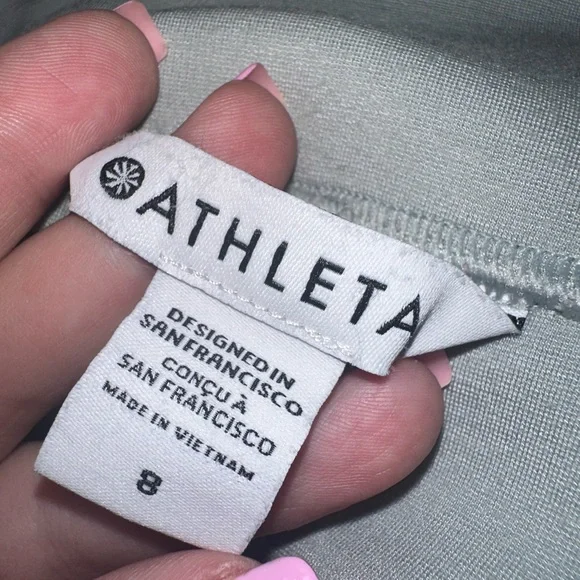 ATHLETA
DESIGNED IN
SAN FRANCISCO
CONÇU À
SAN FRANCISCO
MADE IN VIETNAM
8